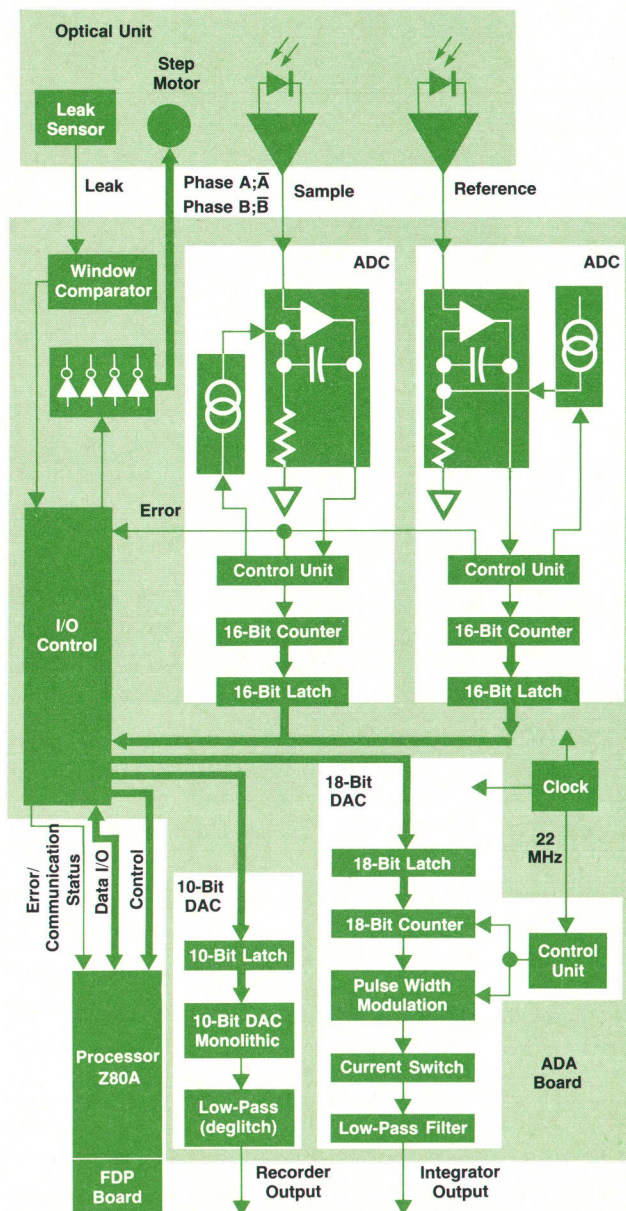 Optical Unit
Step
Motor
Leak
Sensor
Leak
Phase A;A̅
Phase B;B̅
Sample
Reference
Window
Comparator
ADC
ADC
Error
I/O
Control
Control Unit
Control Unit
16-Bit Counter
16-Bit Counter
16-Bit Latch
16-Bit Latch
18-Bit
DAC
Clock
22
MHz
Error/
Communication
Status
Data I/O
Control
10-Bit
DAC
18-Bit Latch
18-Bit Counter
Control
Unit
10-Bit Latch
Pulse Width
Modulation
10-Bit DAC
Monolithic
Processor
Z80A
Current Switch
ADA
Board
Low-Pass
(deglitch)
Low-Pass Filter
FDP
Board
Recorder
Output
Integrator
Output